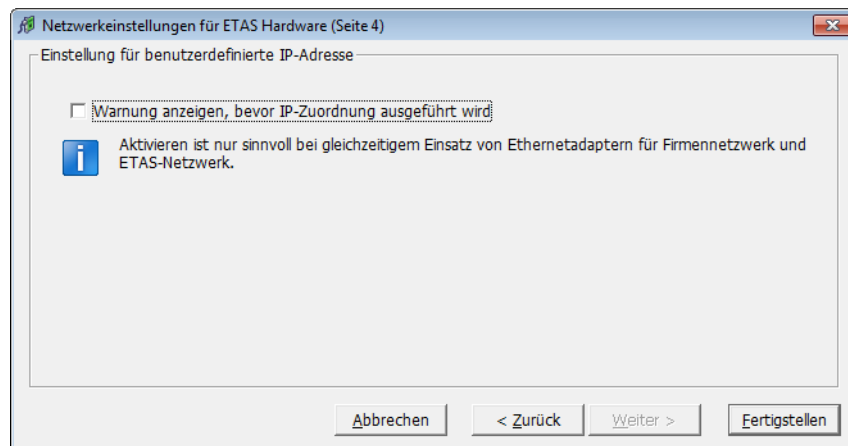 Netzwerkeinstellungen für ETAS Hardware (Seite 4)
Einstellung für benutzerdefinierte IP-Adresse
Warnung anzeigen, bevor IP-Zuordnung ausgeführt wird
Aktivieren ist nur sinnvoll bei gleichzeitigem Einsatz von Ethernetadaptern für Firmennetzwerk und
ETAS-Netzwerk.
Abbrechen < Zurück Weiter > Fertigstellen